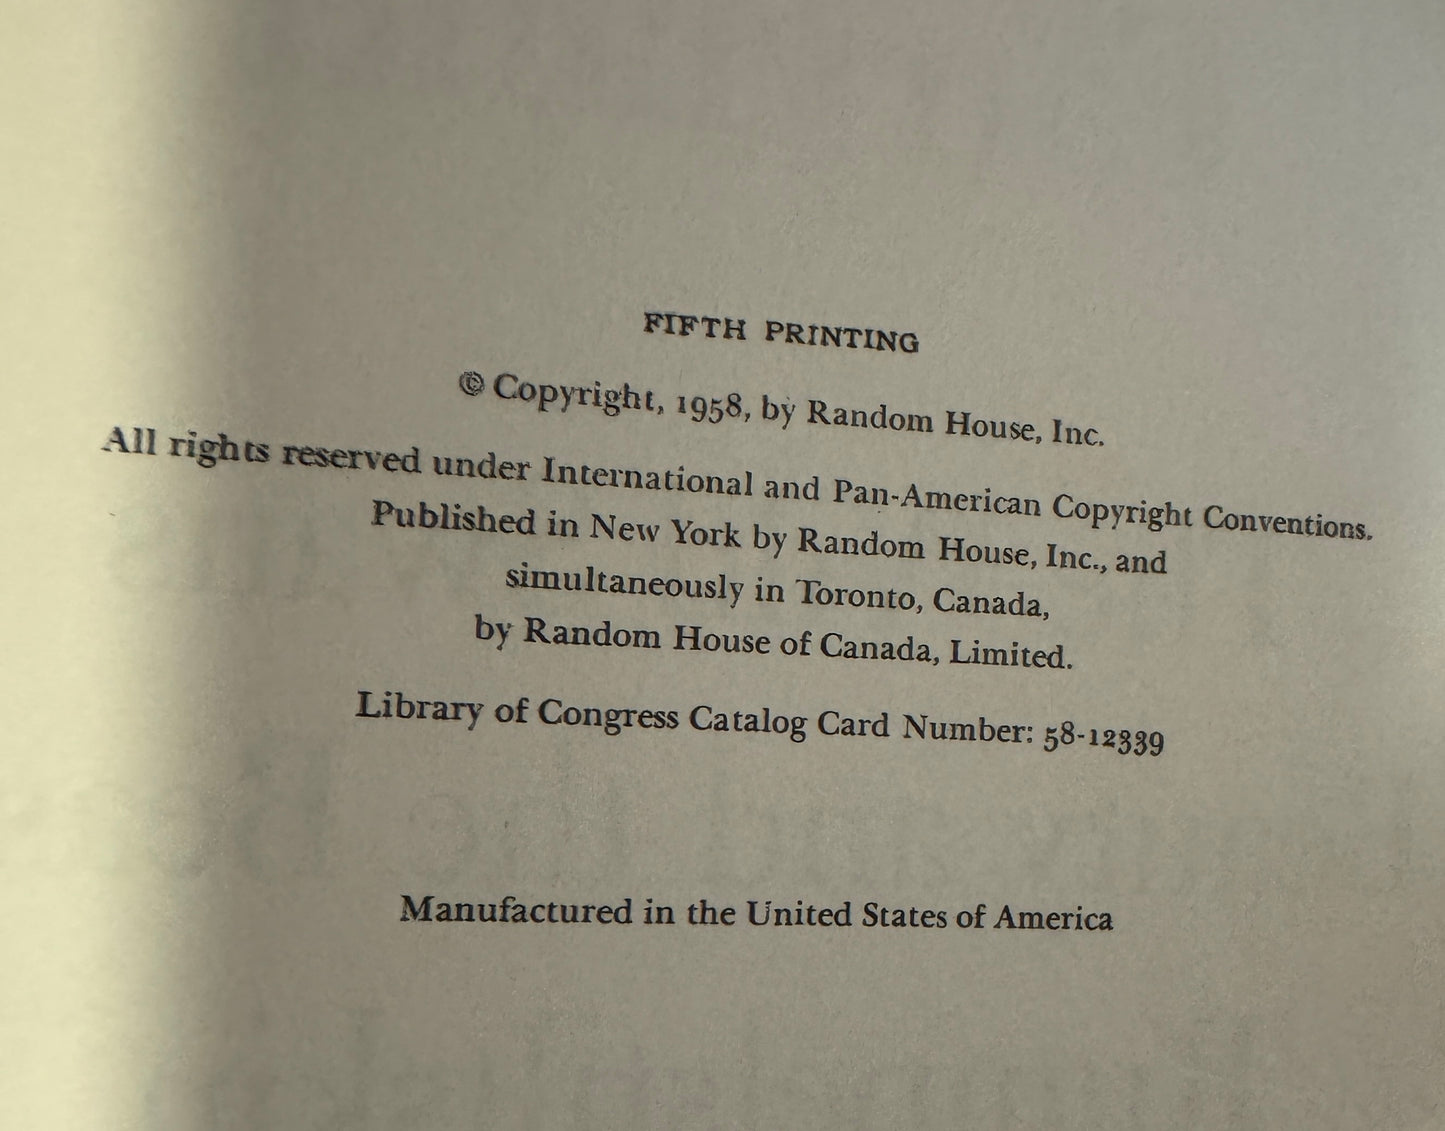 FIFTH PRINTING
© Copyright, 1958, by Random House, Inc.
All rights reserved under International and Pan-American Copyright Conventions.
Published in New York by Random House, Inc., and
simultaneously in Toronto, Canada,
by Random House of Canada, Limited.
Library of Congress Catalog Card Number: 58-12339
Manufactured in the United States of America